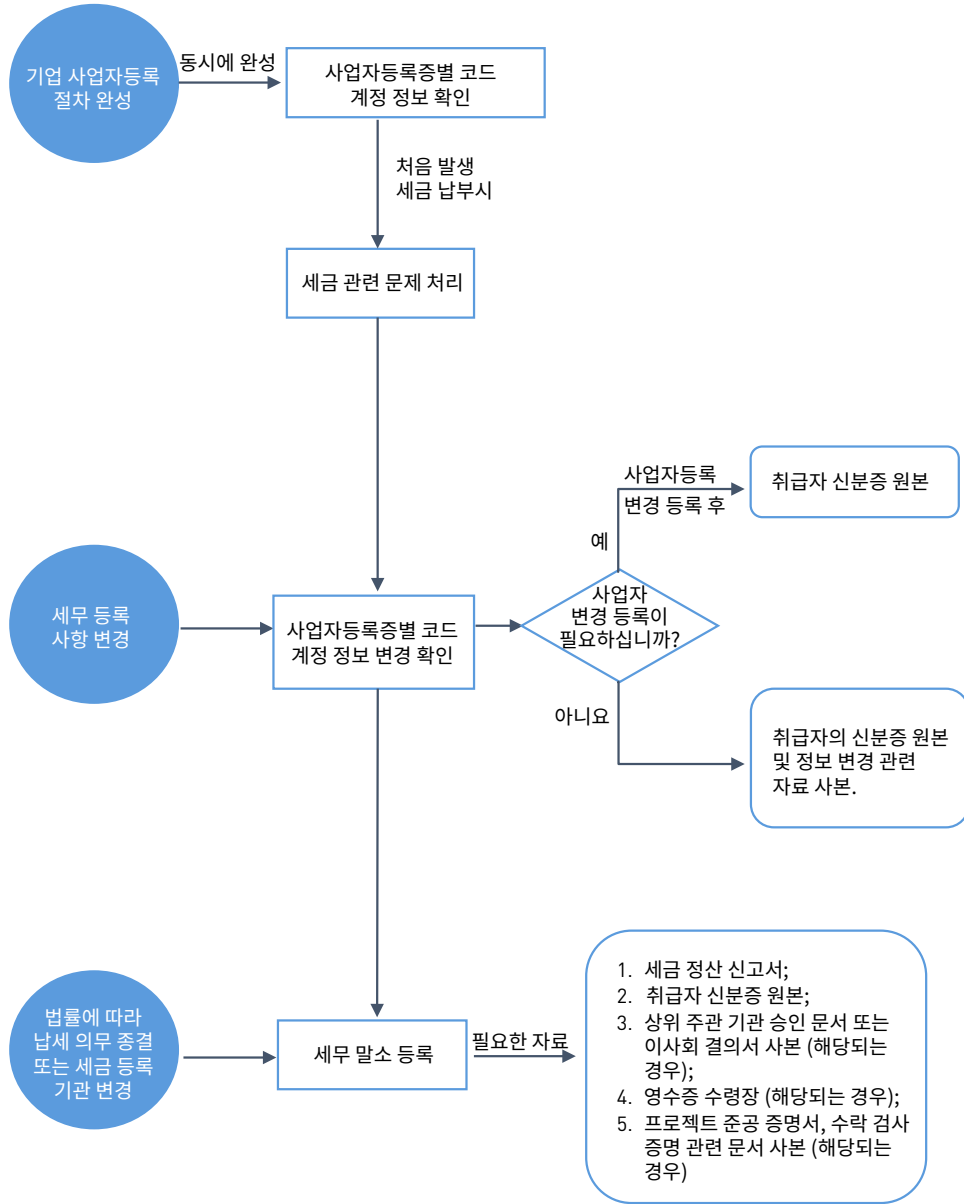 기업 사업자등록
절차 완성
동시에 완성
사업자등록증별 코드
계정 정보 확인
처음 발생
세금 납부시
세금 관련 문제 처리
사업자등록
변경 등록 후
취급자 신분증 원본
예
세무 등록
사항 변경
사업자등록증별 코드
계정 정보 변경 확인
사업자
변경 등록이
필요하십니까?
아니요
취급자의 신분증 원본
및 정보 변경 관련
자료 사본.
법률에 따라
납세 의무 종결
또는 세금 등록
기관 변경
세무 말소 등록
필요한 자료
1. 세금 정산 신고서;
2. 취급자 신분증 원본;
3. 상위 주관 기관 승인 문서 또는
이사회 결의서 사본 (해당되는
경우);
4. 영수증 수령장 (해당되는 경우);
5. 프로젝트 준공 증명서, 수락 검사
증명 관련 문서 사본 (해당되는
경우)